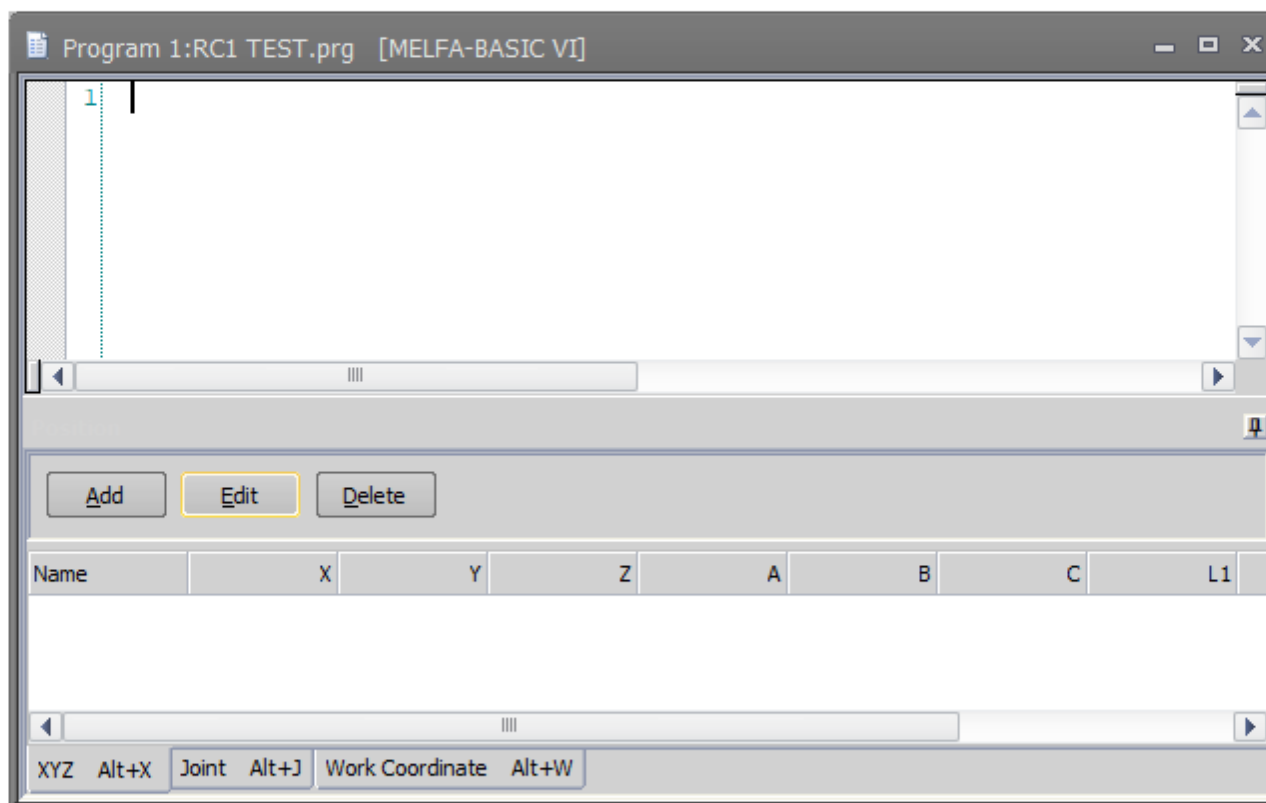 Program 1:RC1 TEST.prg [MELFA-BASIC VI]
1
Add Edit Delete
Name X Y Z A B C L1
XYZ Alt+X Joint Alt+J Work Coordinate Alt+W